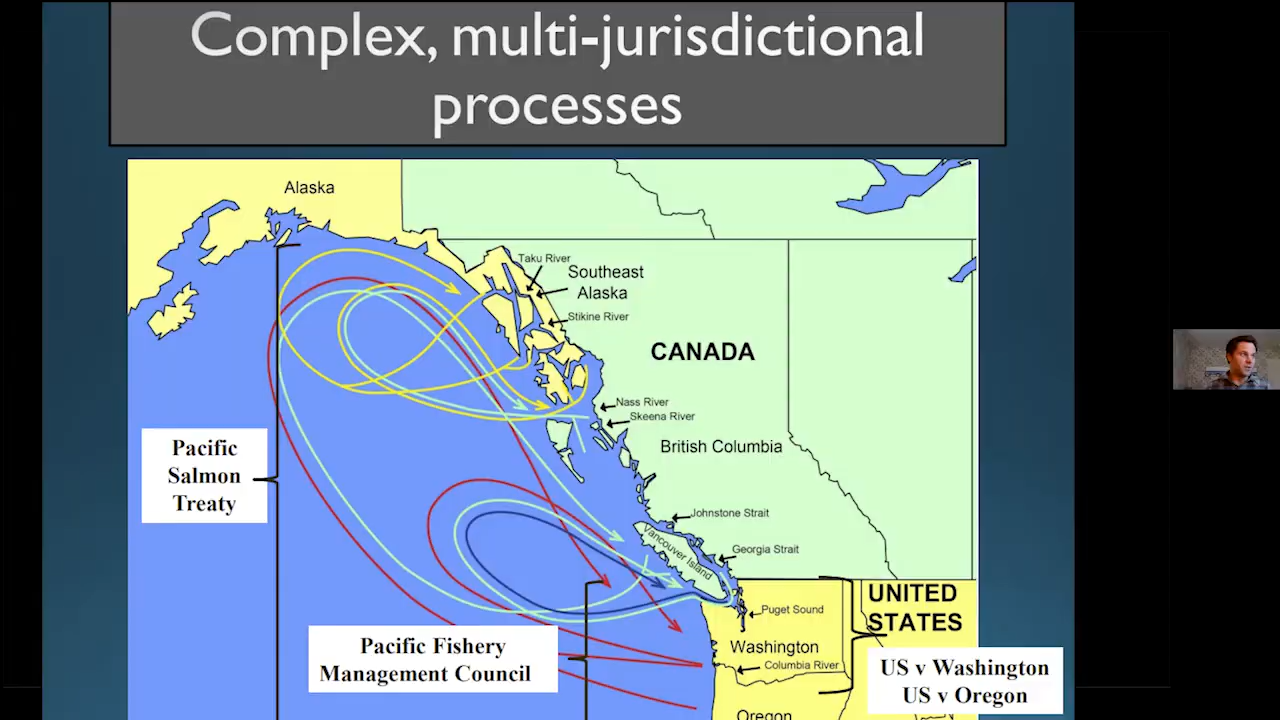 Complex, multi-jurisdictional
processes
Alaska
Taku River
Southeast
Alaska
Stikine River
CANADA
Nass River
Skeena River
British Columbia
Pacific
Salmon
Treaty
Johnstone Strait
Vancouver Island
Georgia Strait
UNITED
STATES
Puget Sound
Washington
Columbia River
Pacific Fishery
Management Council
US v Washington
US v Oregon
Oregon